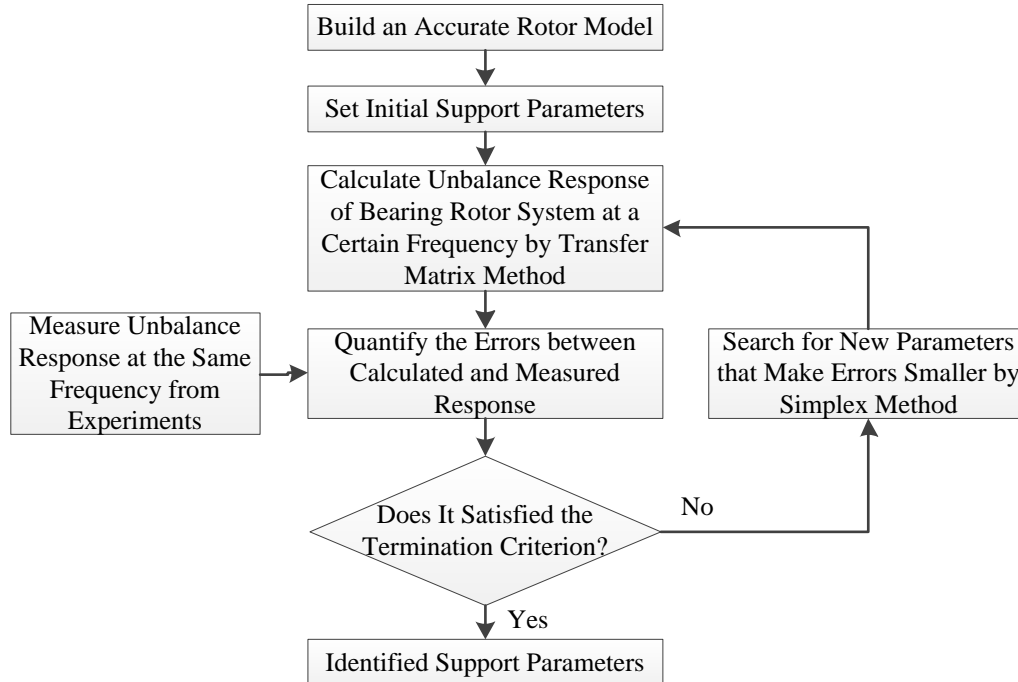 Build an Accurate Rotor Model
Set Initial Support Parameters
Calculate Unbalance Response
of Bearing Rotor System at a
Certain Frequency by Transfer
Matrix Method
Measure Unbalance
Response at the Same
Frequency from
Experiments
Quantify the Errors between
Calculated and Measured
Response
Search for New Parameters
that Make Errors Smaller by
Simplex Method
Does It Satisfied the
Termination Criterion?
No
Yes
Identified Support Parameters